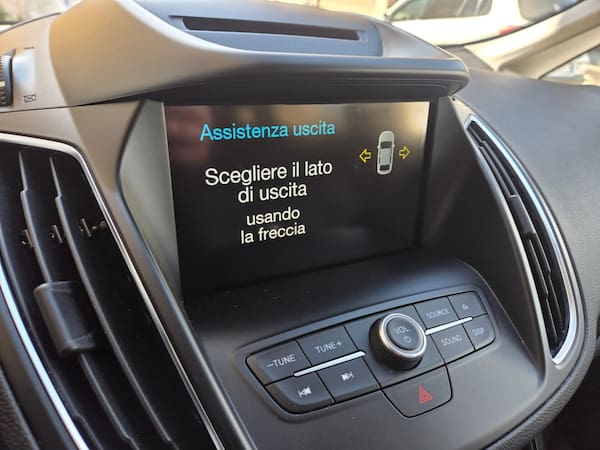 Assistenza uscita
Scegliere il lato
di uscita
usando
la freccia
VOL
SOURCE
−TUNE
TUNE+
SOUND
DISP